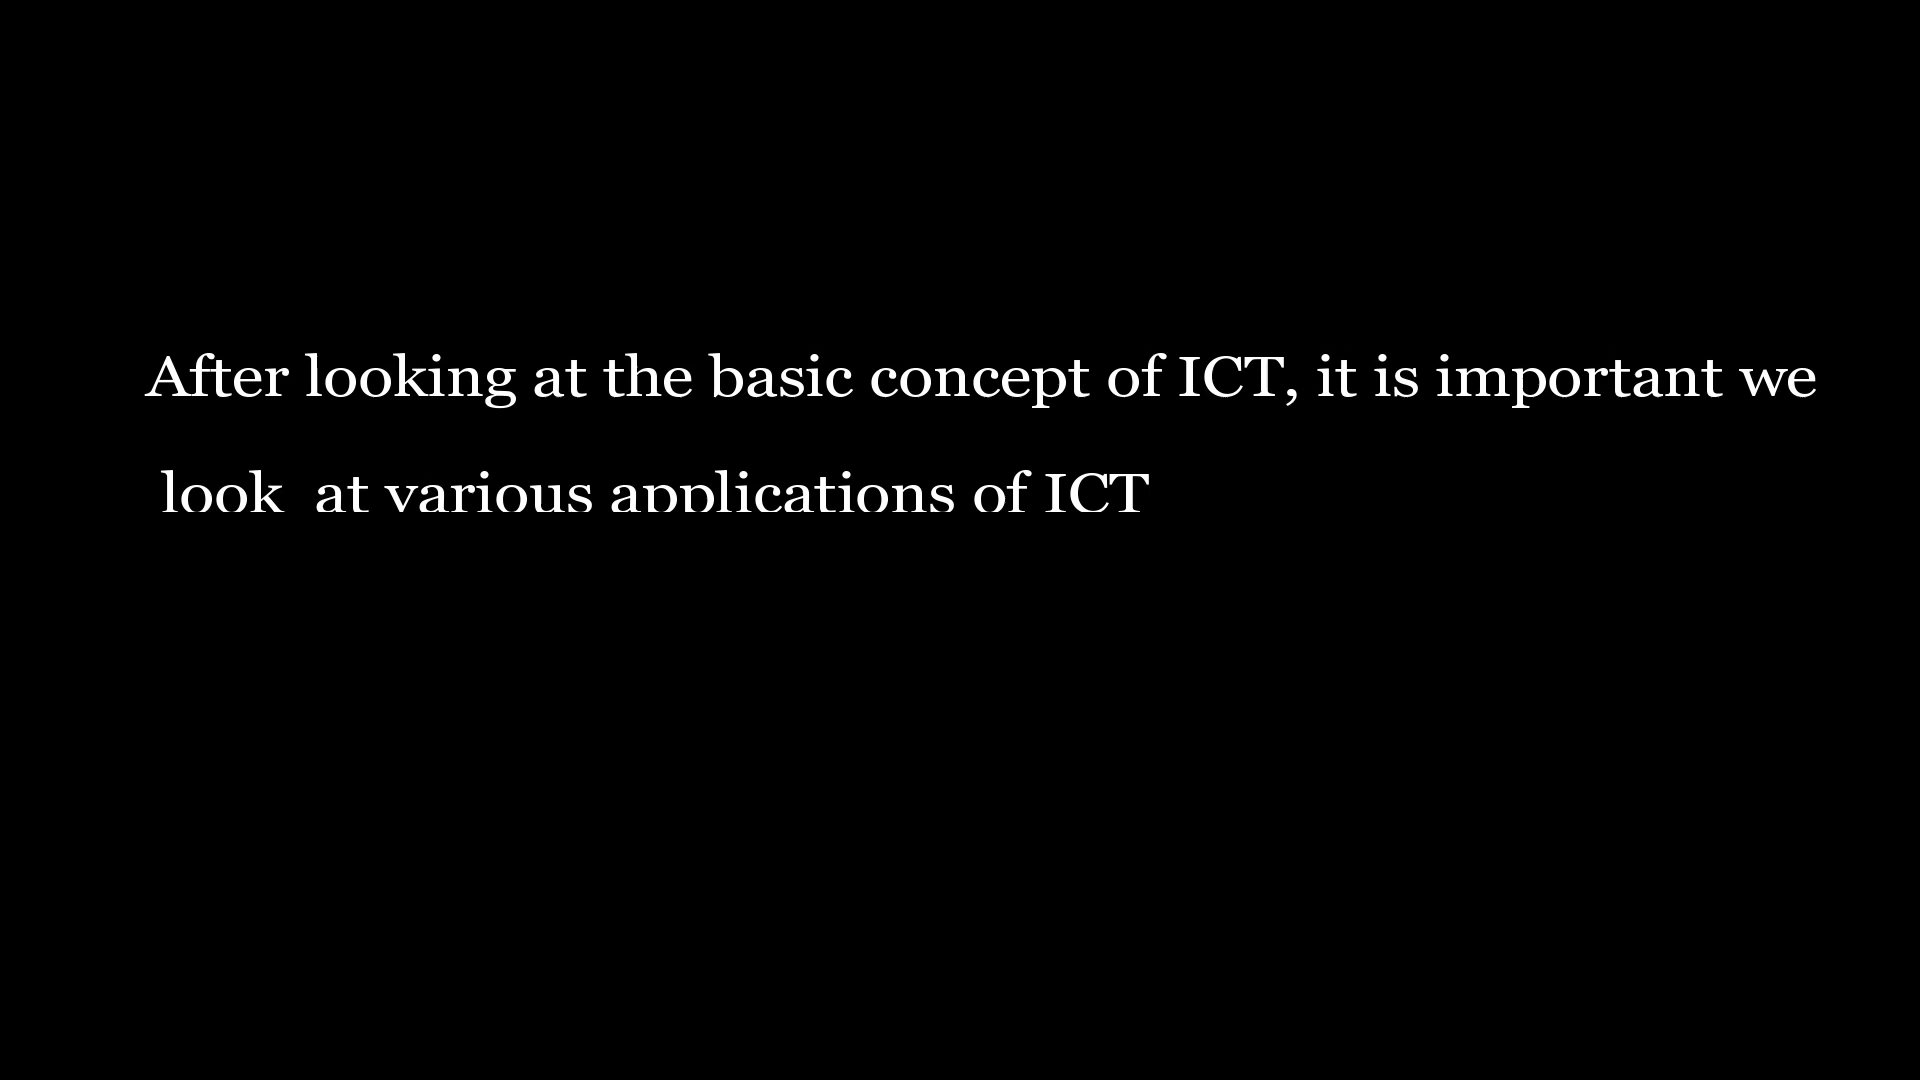 After looking at the basic concept of ICT, it is important we
look  at various applications of ICT